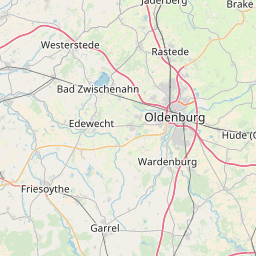 Jaderberg
Brake
Westerstede
Rastede
Bad Zwischenahn
Oldenburg
Edewecht
Hude (
Wardenburg
Friesoythe
Garrel